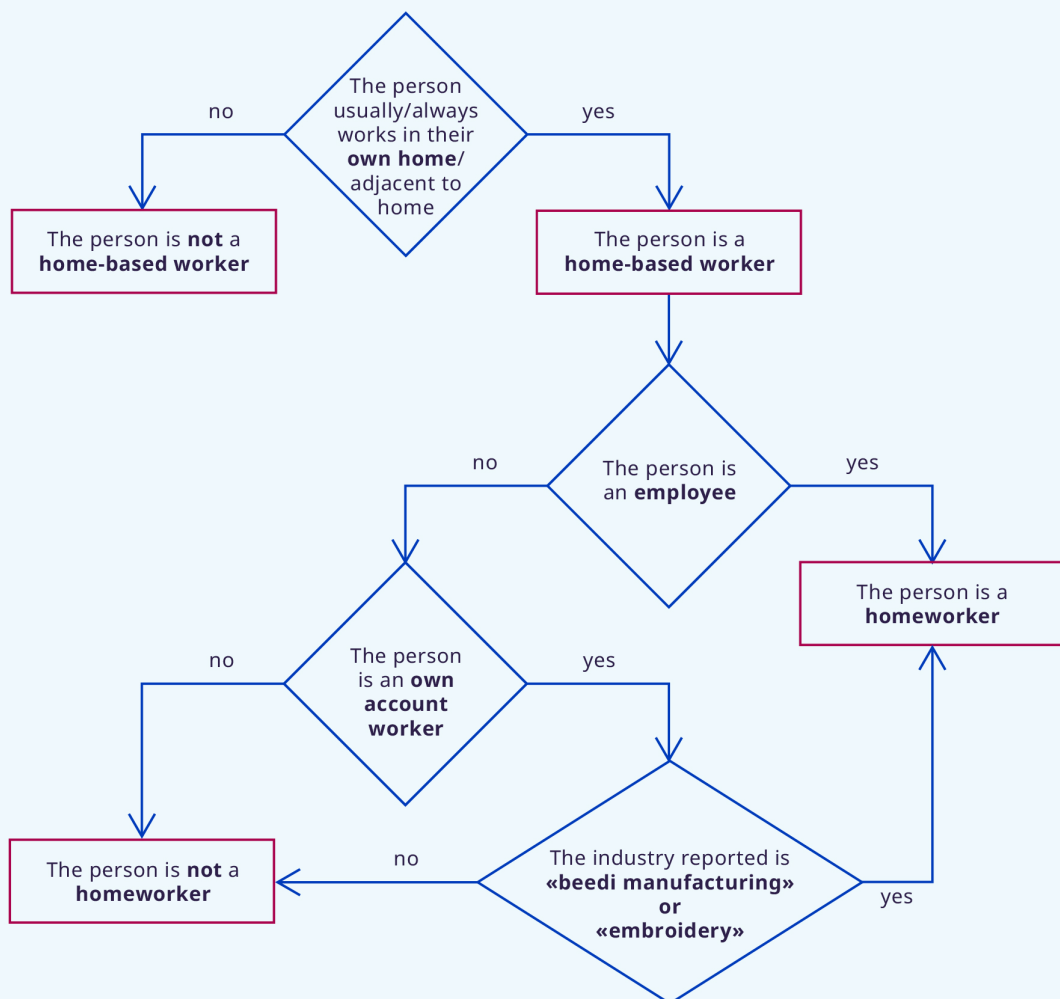 The person
usually/always
works in their
own home/
adjacent to
home
no
yes
The person is not a
home-based worker
The person is a
home-based worker
The person is
an employee
no
yes
The person is a
homeworker
The person
is an own
account
worker
no
yes
The industry reported is
«beedi manufacturing»
or
«embroidery»
no
yes
The person is not a
homeworker